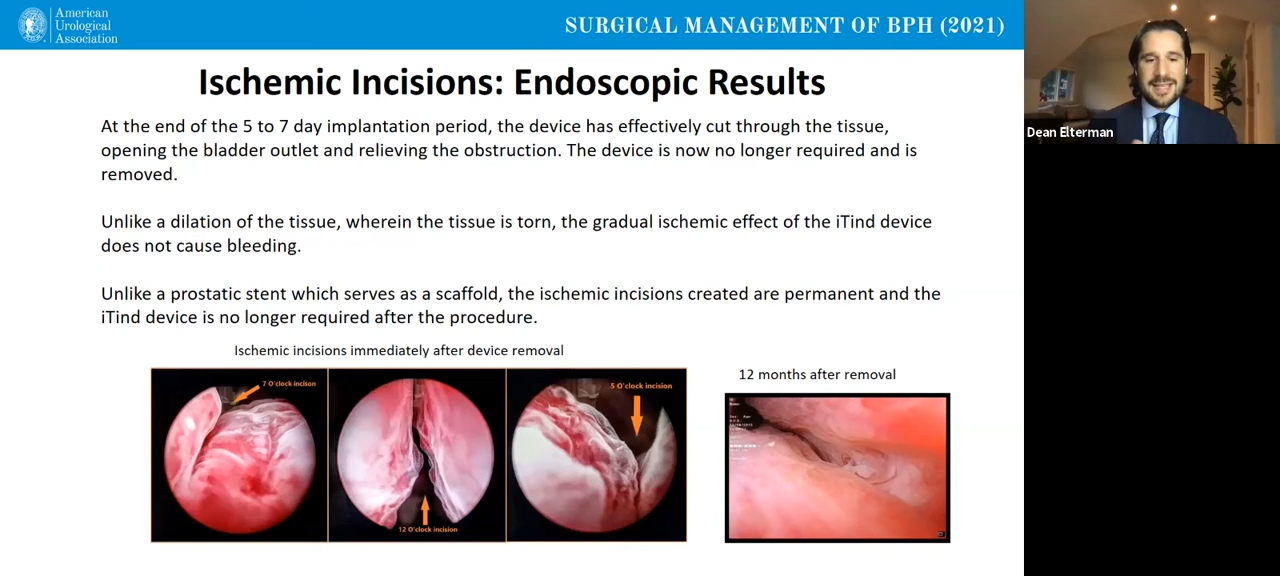 American
Urological
Association
SURGICAL MANAGEMENT OF BPH (2021)
Dean Elterman
Ischemic Incisions: Endoscopic Results
At the end of the 5 to 7 day implantation period, the device has effectively cut through the tissue,
opening the bladder outlet and relieving the obstruction. The device is now no longer required and is
removed.
Unlike a dilation of the tissue, wherein the tissue is torn, the gradual ischemic effect of the iTind device
does not cause bleeding.
Unlike a prostatic stent which serves as a scaffold, the ischemic incisions created are permanent and the
iTind device is no longer required after the procedure.
Ischemic incisions immediately after device removal
12 months after removal
7 O'clock incison
12 O'clock incision
5 O'clock incision